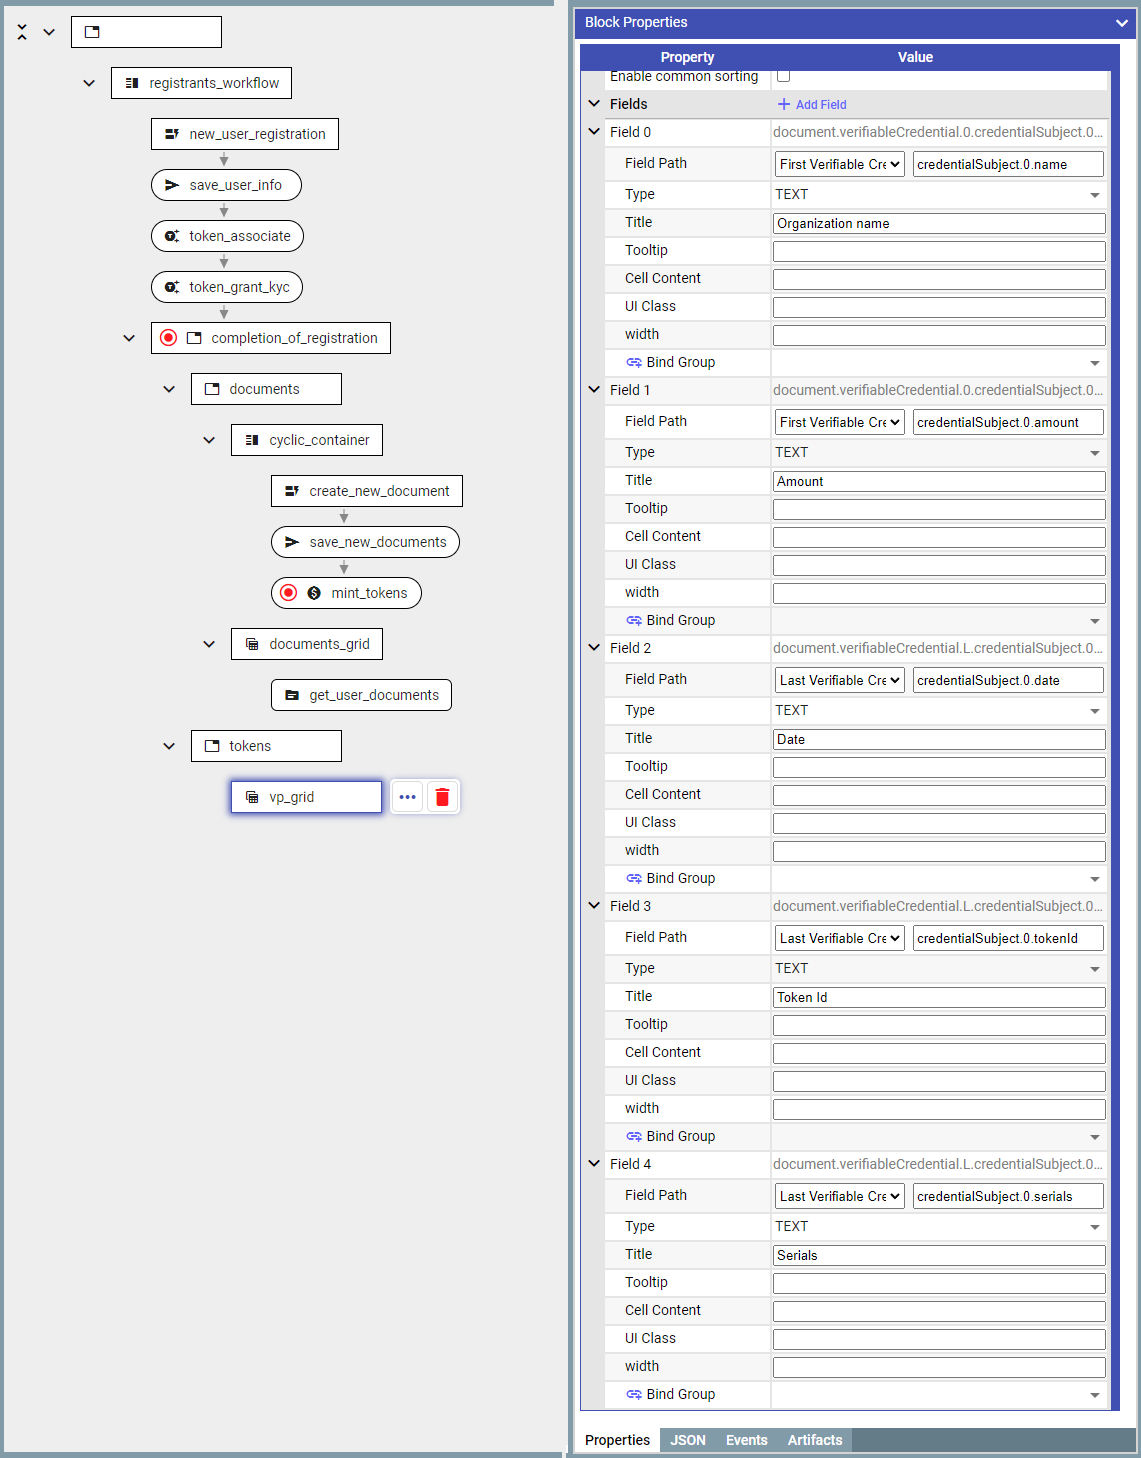 registrants_workflow
new_user_registration
save_user_info
token_associate
token_grant_kyc
completion_of_registration
documents
cyclic_container
create_new_document
save_new_documents
mint_tokens
documents_grid
get_user_documents
tokens
vp_grid
Block Properties
Property Value
Enable common sorting
Fields Add Field
Field 0 document.verifiableCredential.0.credentialSubject.0...
Field Path First Verifiable Cre credentialSubject.0.name
Type TEXT
Title Organization name
Tooltip
Cell Content
UI Class
width
Bind Group
Field 1 document.verifiableCredential.0.credentialSubject.0...
Field Path First Verifiable Cre credentialSubject.0.amount
Type TEXT
Title Amount
Tooltip
Cell Content
UI Class
width
Bind Group
Field 2 document.verifiableCredential.L.credentialSubject.0...
Field Path Last Verifiable Cre credentialSubject.0.date
Type TEXT
Title Date
Tooltip
Cell Content
UI Class
width
Bind Group
Field 3 document.verifiableCredential.L.credentialSubject.0...
Field Path Last Verifiable Cre credentialSubject.0.tokenId
Type TEXT
Title Token Id
Tooltip
Cell Content
UI Class
width
Bind Group
Field 4 document.verifiableCredential.L.credentialSubject.0...
Field Path Last Verifiable Cre credentialSubject.0.serials
Type TEXT
Title Serials
Tooltip
Cell Content
UI Class
width
Bind Group
Properties JSON Events Artifacts